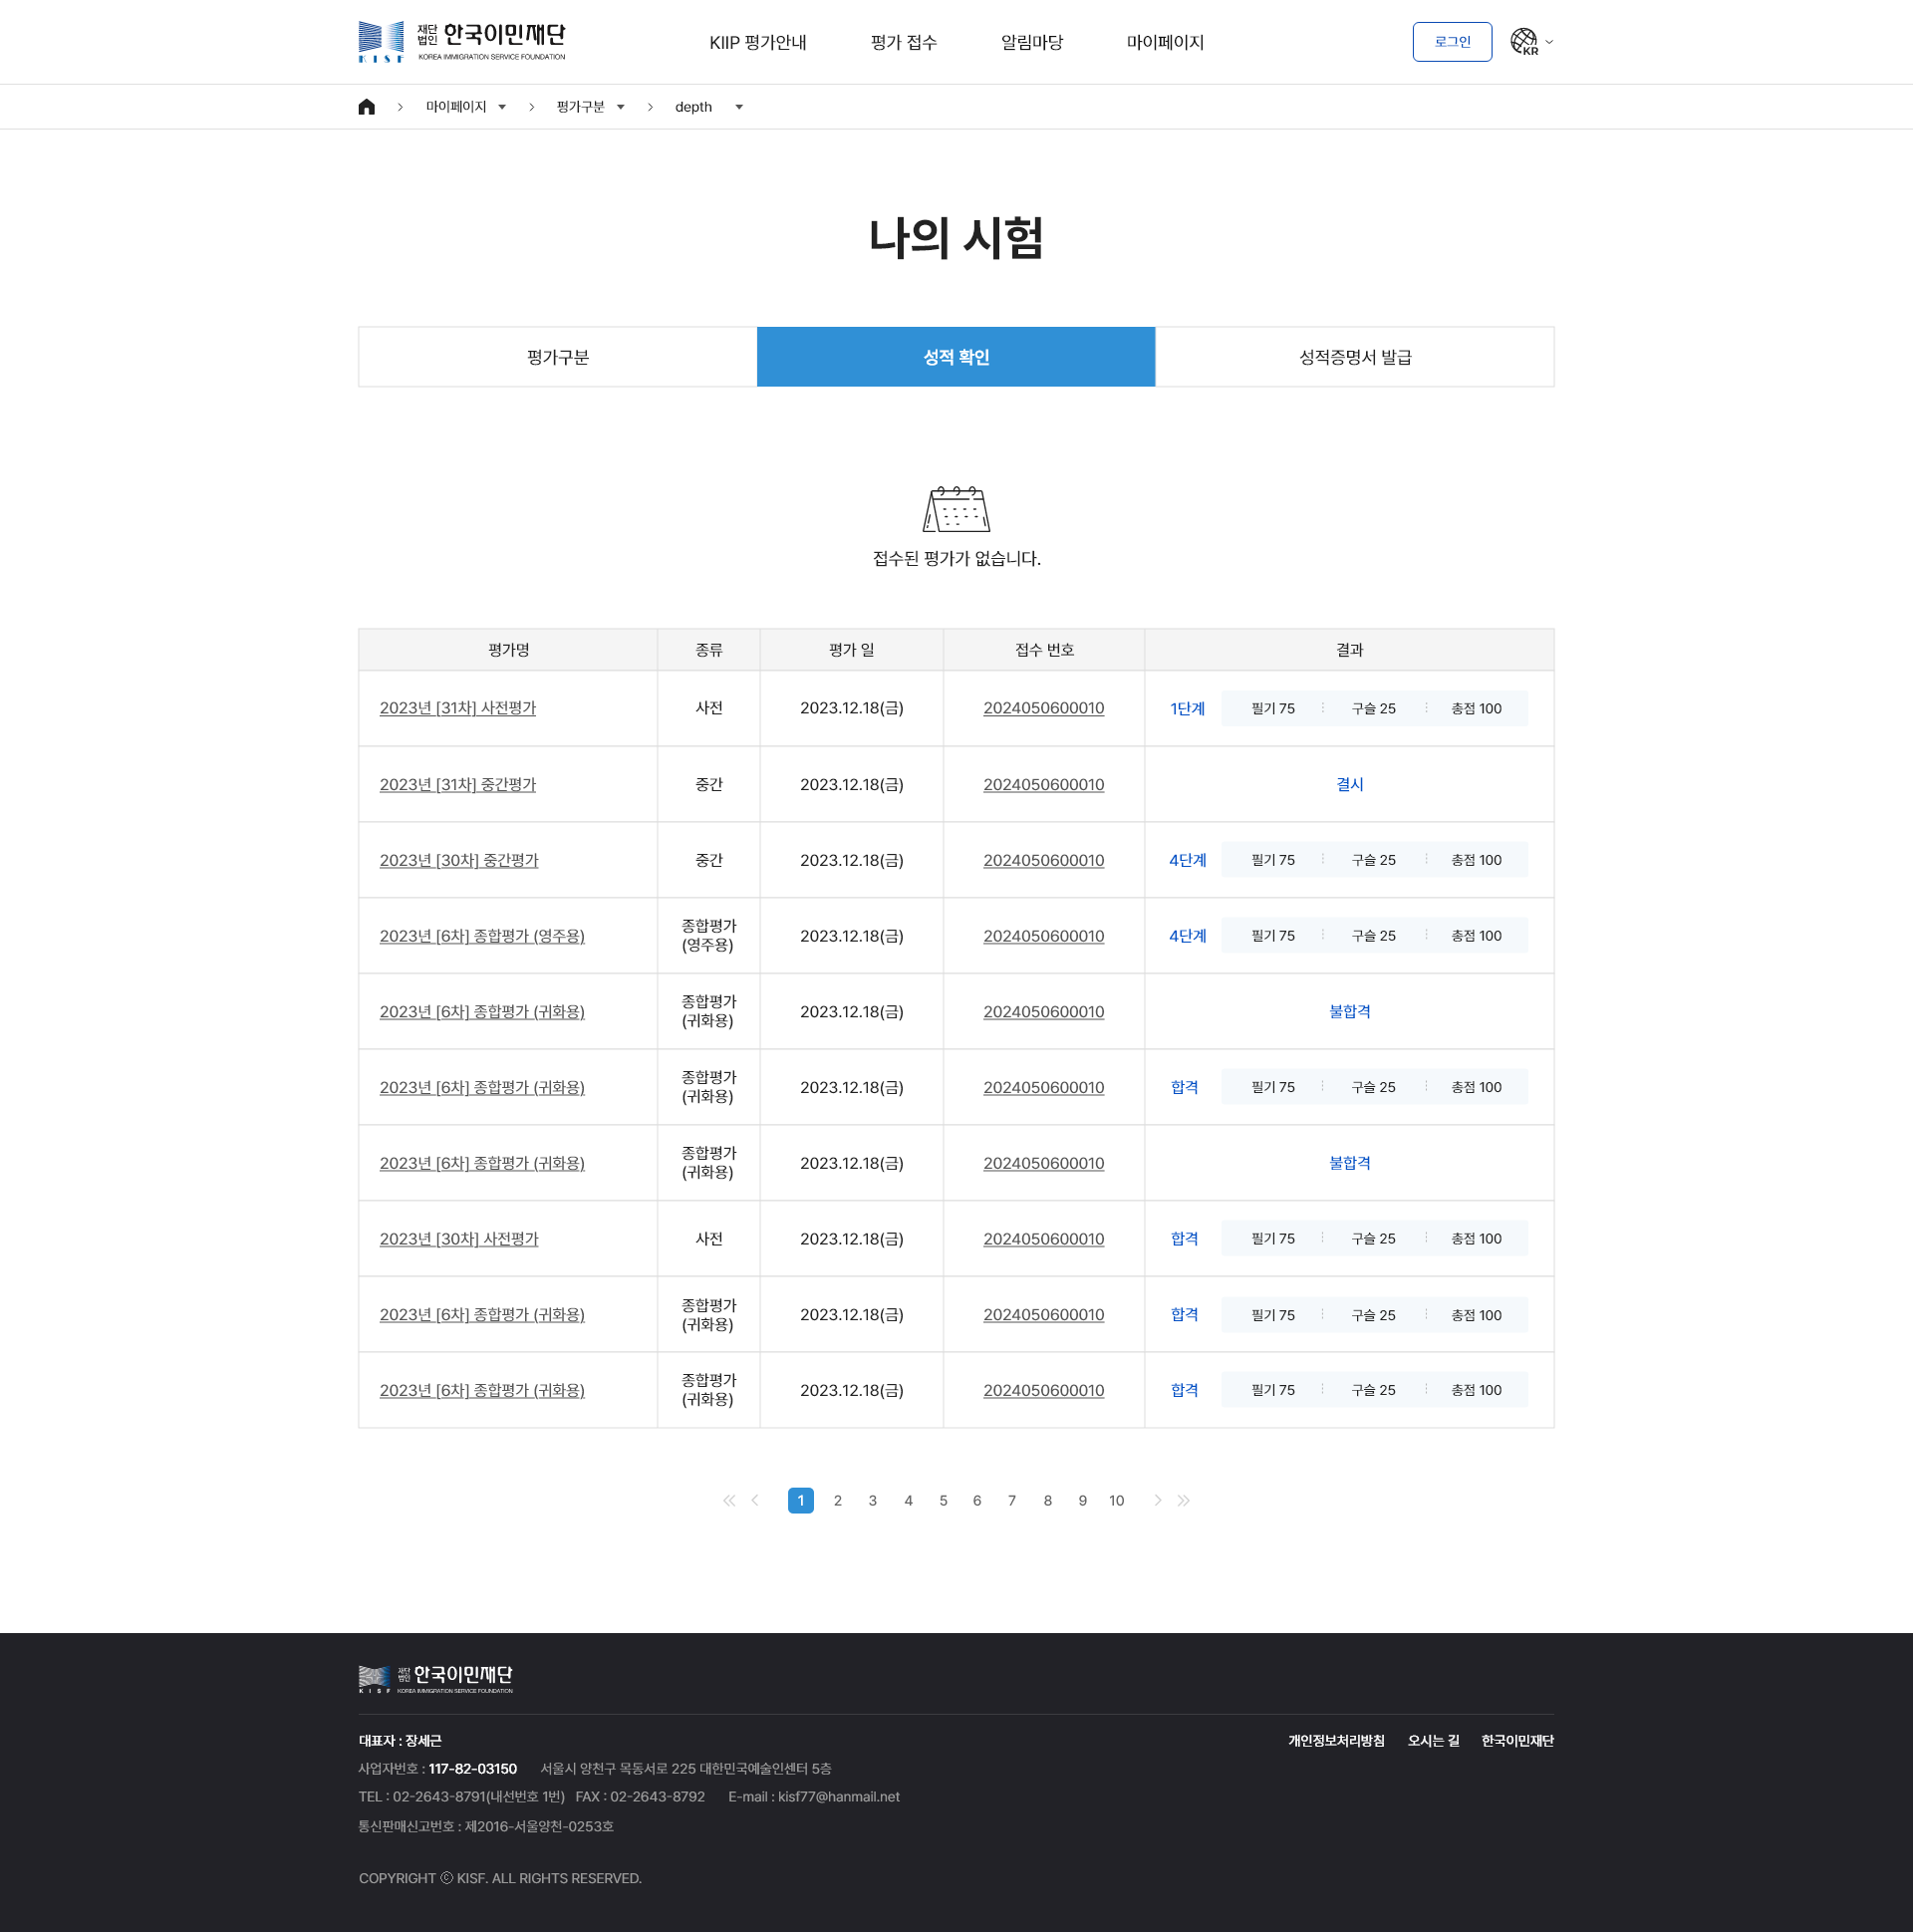 재단법인 한국이민재단
KOREA IMMIGRATION SERVICE FOUNDATION
KISF
KIIP 평가안내 평가 접수 알림마당 마이페이지
로그인 KR
마이페이지 평가구분 depth
나의 시험
평가구분 성적 확인 성적증명서 발급
접수된 평가가 없습니다.
평가명 종류 평가 일 접수 번호 결과
2023년 [31차] 사전평가 사전 2023.12.18(금) 2024050600010 1단계 필기 75 구슬 25 총점 100
2023년 [31차] 중간평가 중간 2023.12.18(금) 2024050600010 결시
2023년 [30차] 중간평가 중간 2023.12.18(금) 2024050600010 4단계 필기 75 구슬 25 총점 100
2023년 [6차] 종합평가 (영주용) 종합평가 (영주용) 2023.12.18(금) 2024050600010 4단계 필기 75 구슬 25 총점 100
2023년 [6차] 종합평가 (귀화용) 종합평가 (귀화용) 2023.12.18(금) 2024050600010 불합격
2023년 [6차] 종합평가 (귀화용) 종합평가 (귀화용) 2023.12.18(금) 2024050600010 합격 필기 75 구슬 25 총점 100
2023년 [6차] 종합평가 (귀화용) 종합평가 (귀화용) 2023.12.18(금) 2024050600010 불합격
2023년 [30차] 사전평가 사전 2023.12.18(금) 2024050600010 합격 필기 75 구슬 25 총점 100
2023년 [6차] 종합평가 (귀화용) 종합평가 (귀화용) 2023.12.18(금) 2024050600010 합격 필기 75 구슬 25 총점 100
2023년 [6차] 종합평가 (귀화용) 종합평가 (귀화용) 2023.12.18(금) 2024050600010 합격 필기 75 구슬 25 총점 100
1 2 3 4 5 6 7 8 9 10
재단법인 한국이민재단
KISF KOREA IMMIGRATION SERVICE FOUNDATION
대표자 : 장세근 개인정보처리방침 오시는 길 한국이민재단
사업자번호 : 117-82-03150 서울시 양천구 목동서로 225 대한민국예술인센터 5층
TEL : 02-2643-8791(내선번호 1번) FAX : 02-2643-8792 E-mail : kisf77@hanmail.net
통신판매신고번호 : 제2016-서울양천-0253호
COPYRIGHT ⓒ KISF. ALL RIGHTS RESERVED.